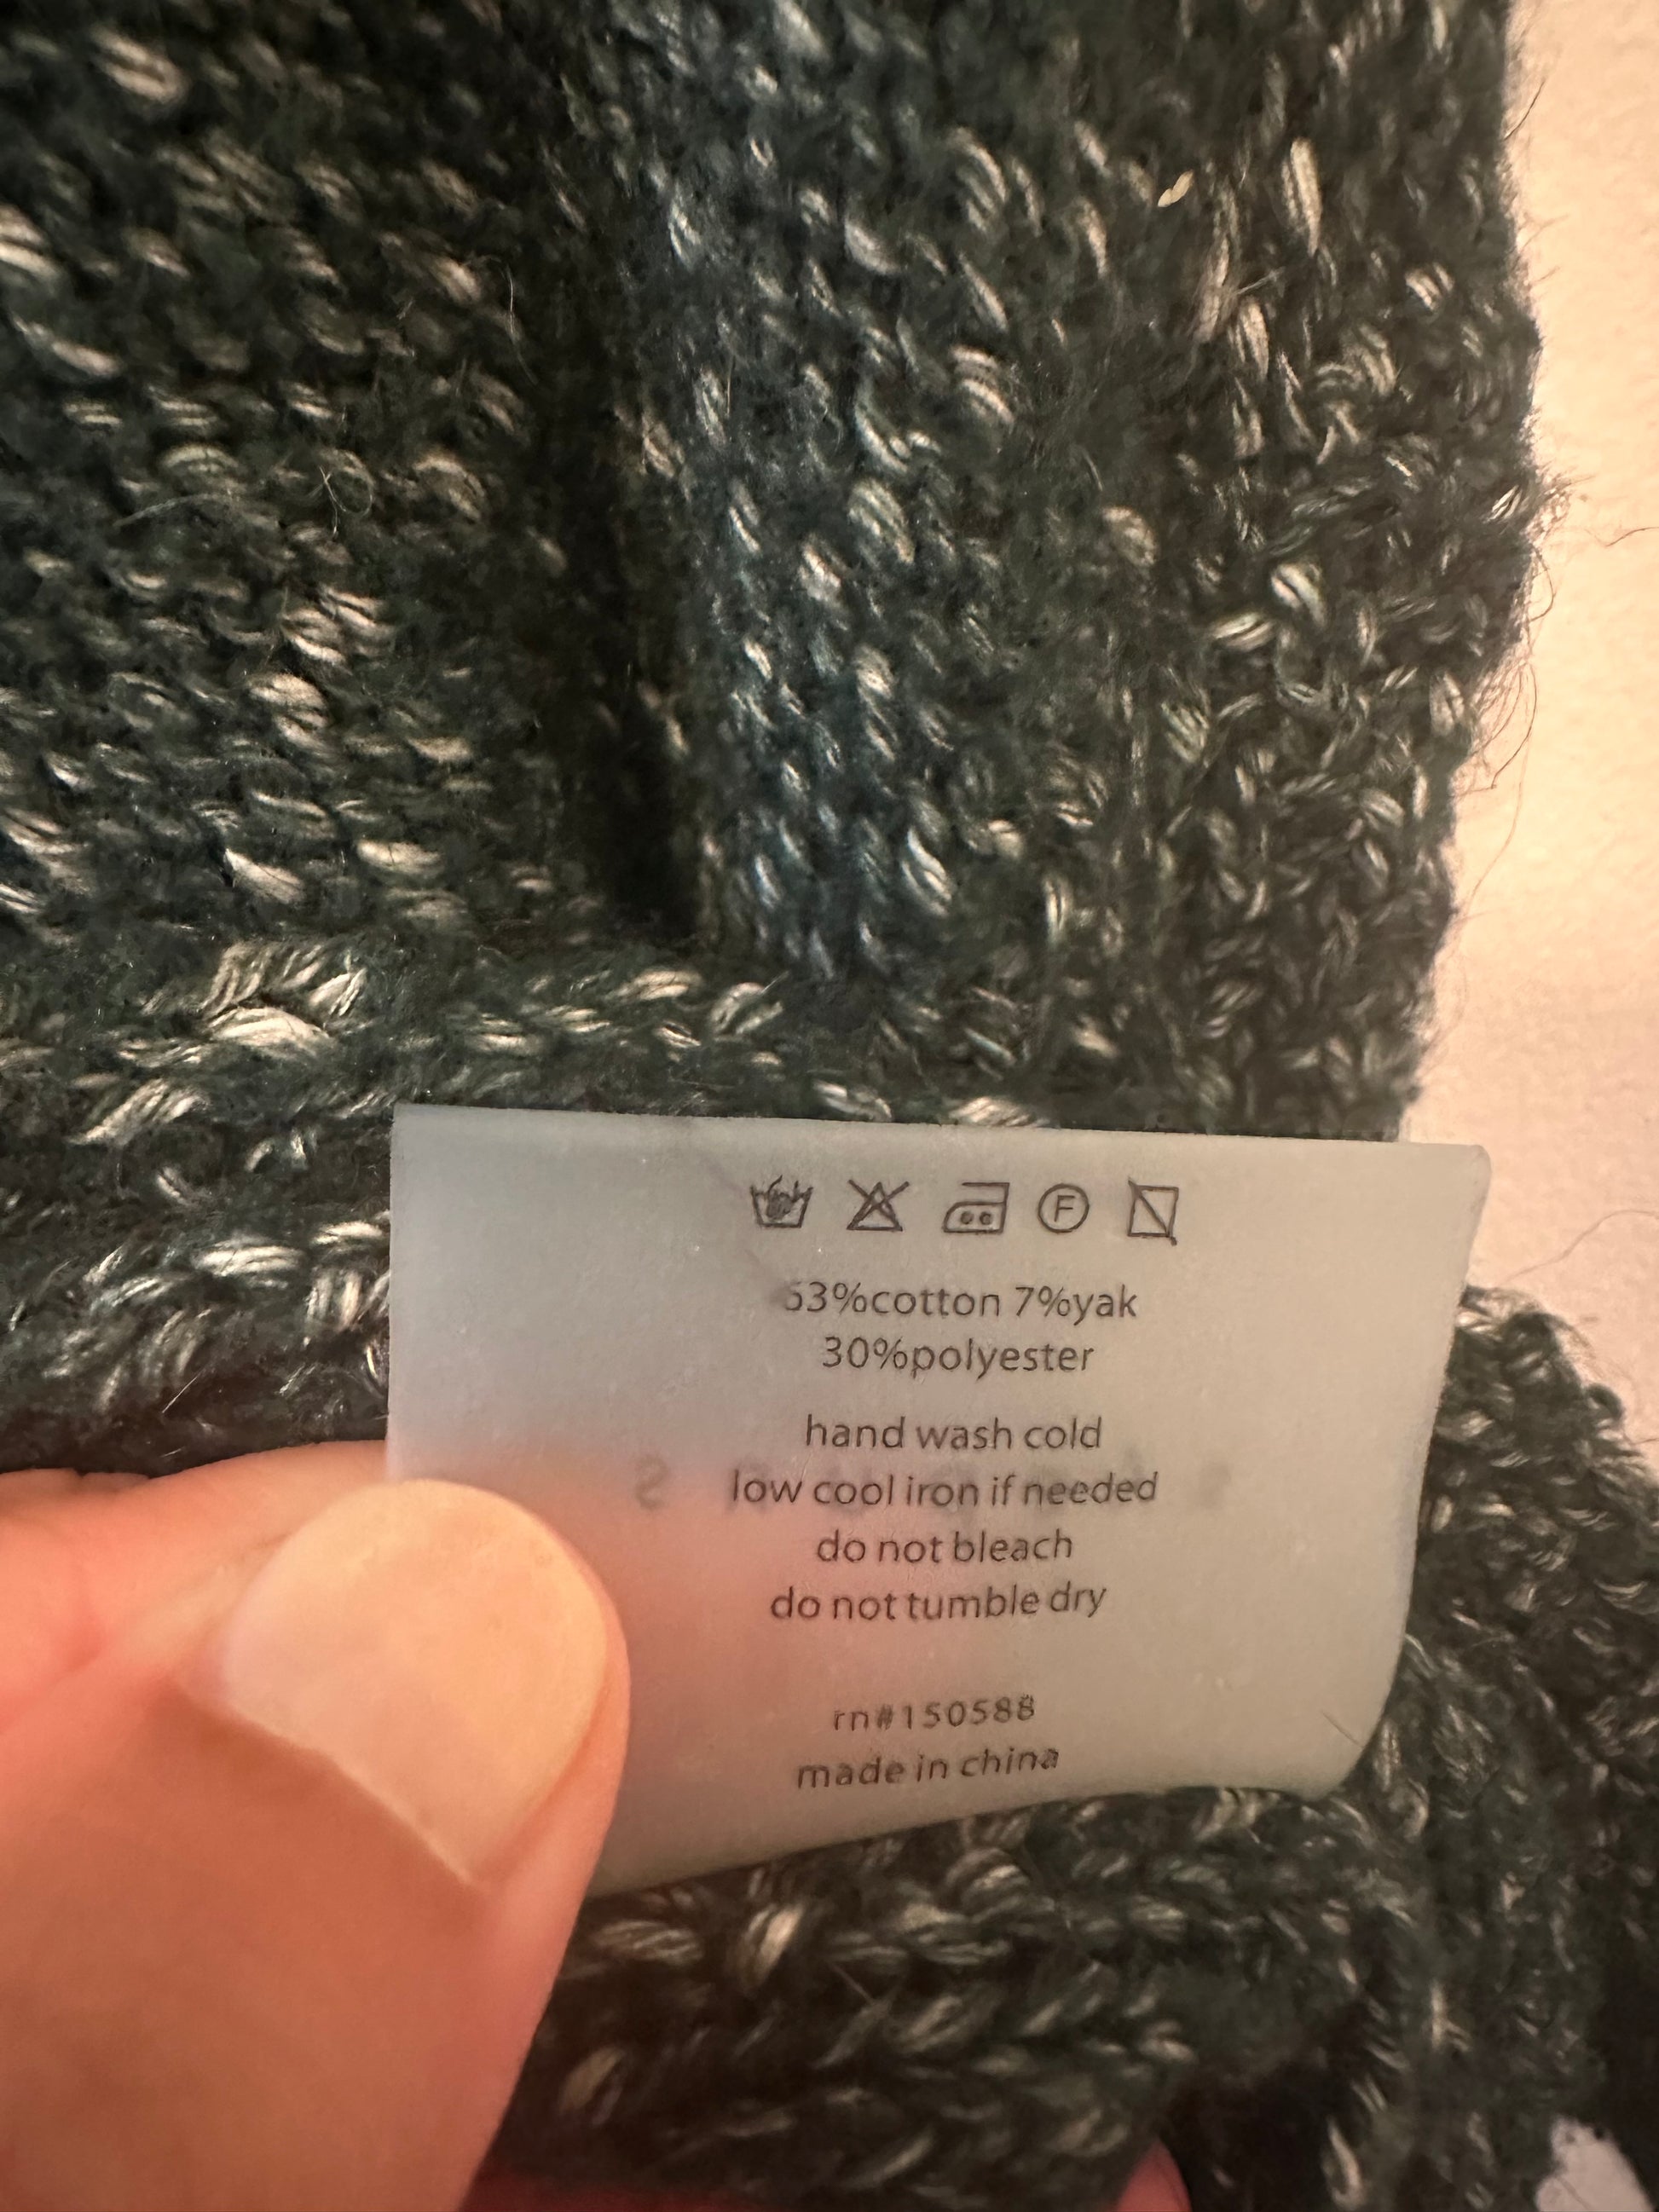 F
63%cotton 7%yak
30%polyester
hand wash cold
low cool iron if needed
do not bleach
do not tumble dry
rn#150588
made in china